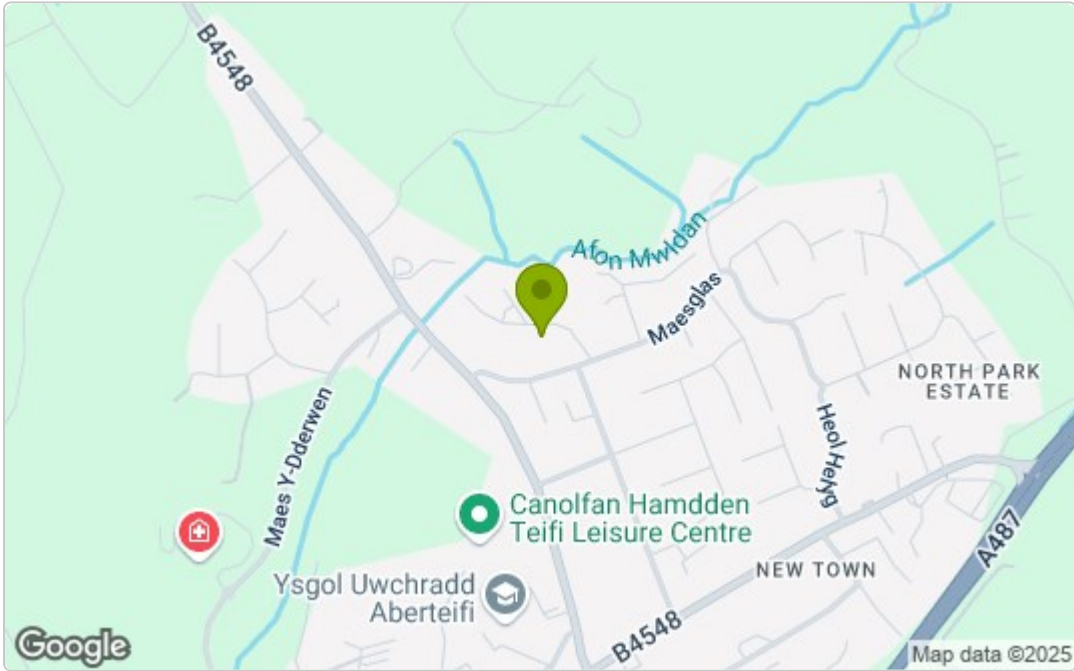 B4548
Afon Mwldan
Maesglas
NORTH PARK
ESTATE
Maes Y-Dderwen
Heol Helyg
Canolfan Hamdden
Teifi Leisure Centre
A487
NEW TOWN
Ysgol Uwchradd
Aberteifi
B4548
Google
Map data ©2025